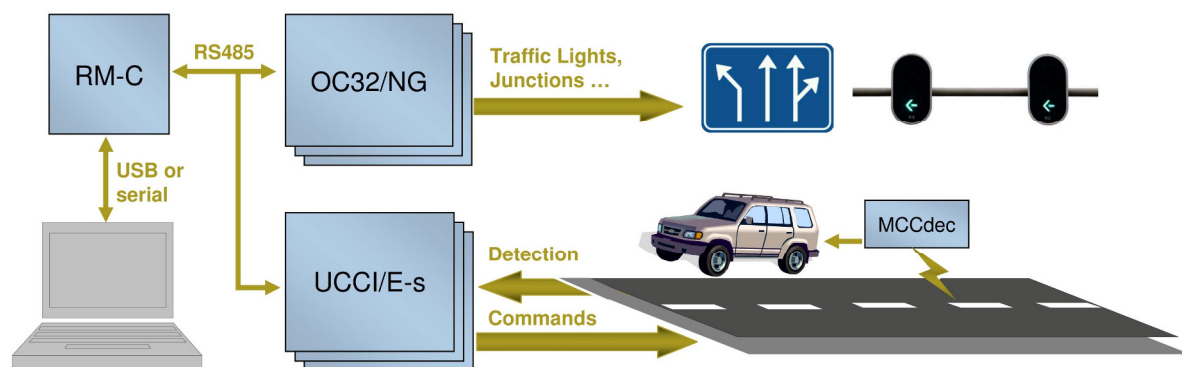 RM-C
RS485
OC32/NG
Traffic Lights,
Junctions ...
USB or
serial
UCCI/E-s
Detection
Commands
MCCdec